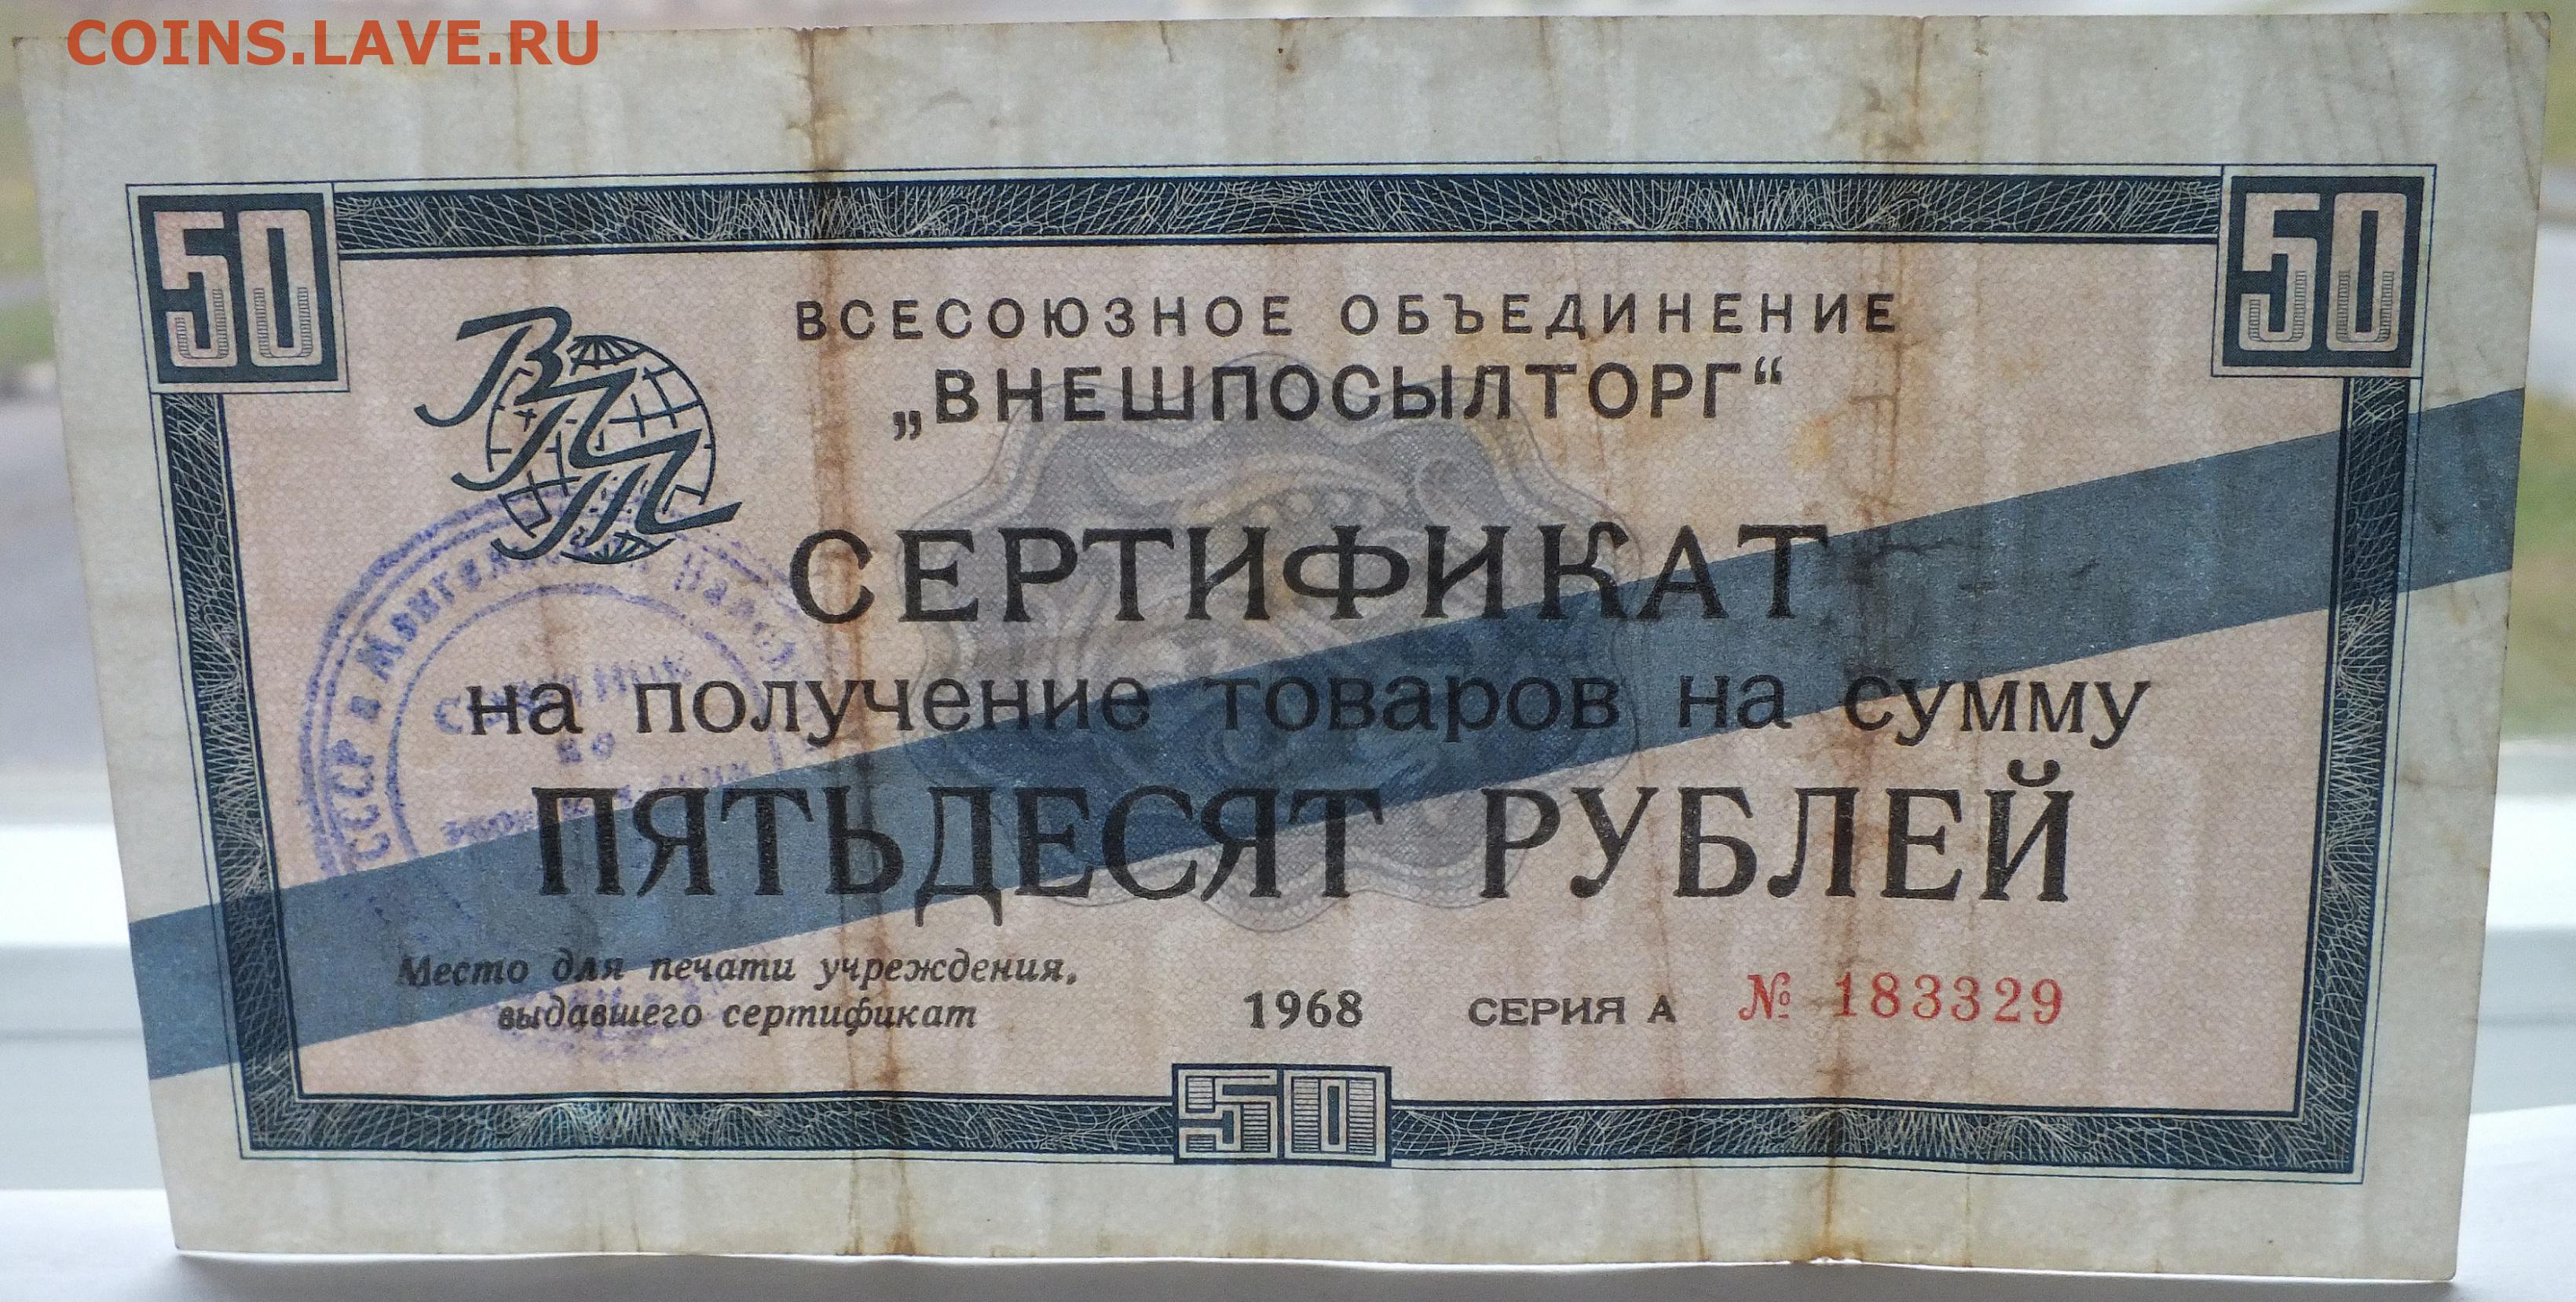 COINS.LAVE.RU
50 50
ВСЕСОЮЗНОЕ ОБЪЕДИНЕНИЕ
„ВНЕШПОСЫЛТОРГ“
ВПТ
СЕРТИФИКАТ
на получение товаров на сумму
ПЯТЬДЕСЯТ РУБЛЕЙ
СССР в
Место для печати учреждения,
выдавшего сертификат
1968 СЕРИЯ А № 183329
50